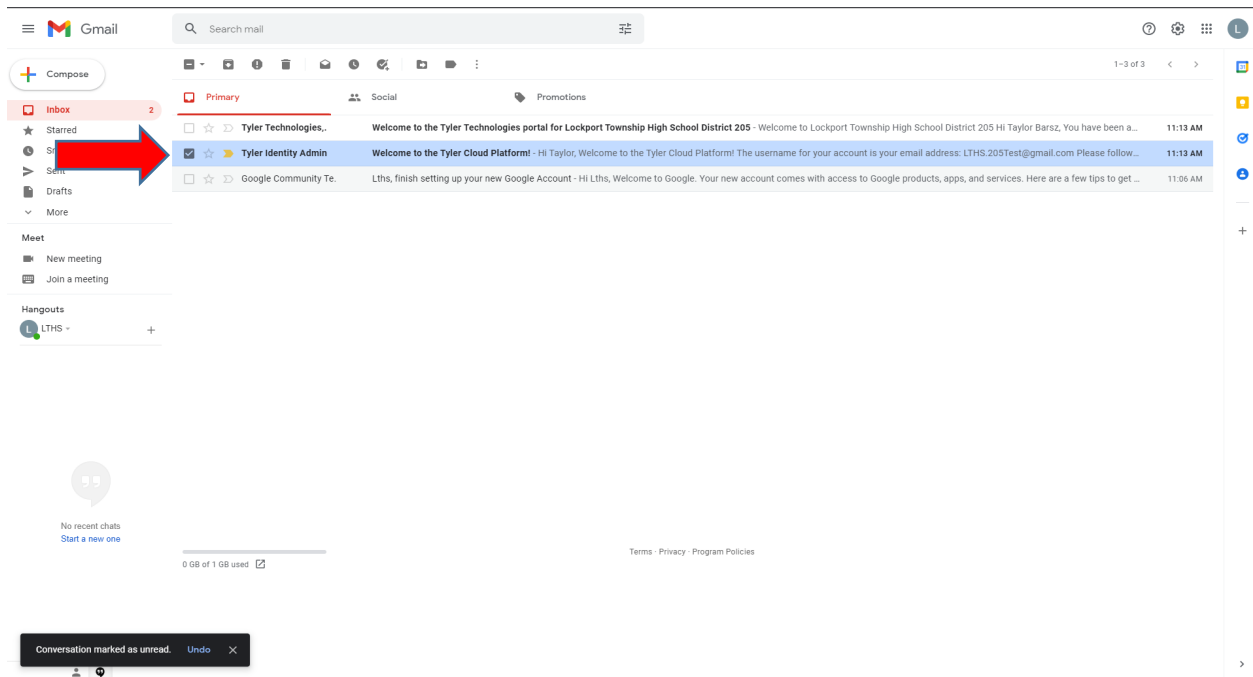 Gmail
Search mail
L
Compose
1–3 of 3
31
Primary
Social
Promotions
Inbox 2
Starred
Sent
Drafts
More
Tyler Technologies,. Welcome to the Tyler Technologies portal for Lockport Township High School District 205 - Welcome to Lockport Township High School District 205 Hi Taylor Barsz, You have been a... 11:13 AM
Tyler Identity Admin Welcome to the Tyler Cloud Platform! - Hi Taylor, Welcome to the Tyler Cloud Platform! The username for your account is your email address: LTHS.205Test@gmail.com Please follow... 11:13 AM
Google Community Te. Lths, finish setting up your new Google Account - Hi Lths, Welcome to Google. Your new account comes with access to Google products, apps, and services. Here are a few tips to get ... 11:06 AM
Meet
New meeting
Join a meeting
Hangouts
L LTHS
No recent chats
Start a new one
0 GB of 1 GB used
Terms · Privacy · Program Policies
Conversation marked as unread. Undo